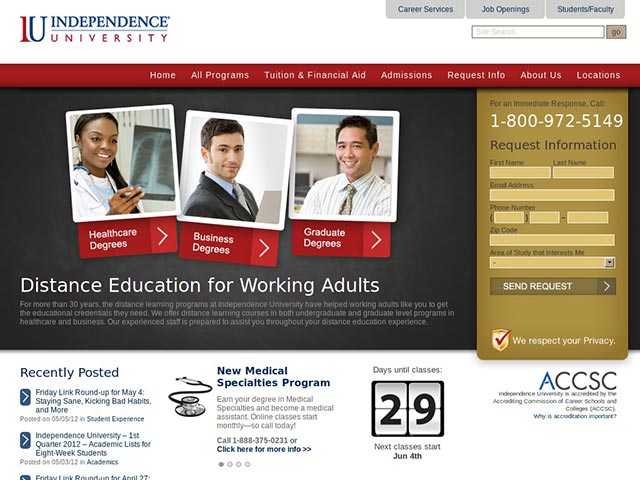 Career Services
Job Openings
Students/Faculty
IU INDEPENDENCE®
UNIVERSITY
Site Search
go
Home
All Programs
Tuition & Financial Aid
Admissions
Request Info
About Us
Locations
Healthcare
Degrees
Business
Degrees
Graduate
Degrees
Distance Education for Working Adults
For more than 30 years, the distance learning programs at Independence University have helped working adults like you to get
the educational credentials they need. We offer distance learning courses in both undergraduate and graduate level programs in
healthcare and business. Our experienced staff is prepared to assist you throughout your distance education experience.
For an Immediate Response, Call:
1-800-972-5149
Request Information
First Name Last Name
Email Address
Phone Number
( ) –
Zip Code
Area of Study that Interests Me
-
SEND REQUEST
We respect your Privacy.
Recently Posted
Friday Link Round-up for May 4:
Staying Sane, Kicking Bad Habits,
and More
Posted on 05/05/12 in Student Experience
Independence University – 1st
Quarter 2012 – Academic Lists for
Eight-Week Students
Posted on 05/03/12 in Academics
Friday Link Round-up for April 27:
New Medical
Specialties Program
Earn your degree in Medical
Specialties and become a medical
assistant. Online classes start
monthly—so call today!
Call 1-888-375-0231 or
Click here for more info >>
Days until classes:
29
Next classes start
Jun 4th
ACCSC
Independence University is accredited by the
Accrediting Commission of Career Schools and
Colleges (ACCSC).
Why is accreditation important?